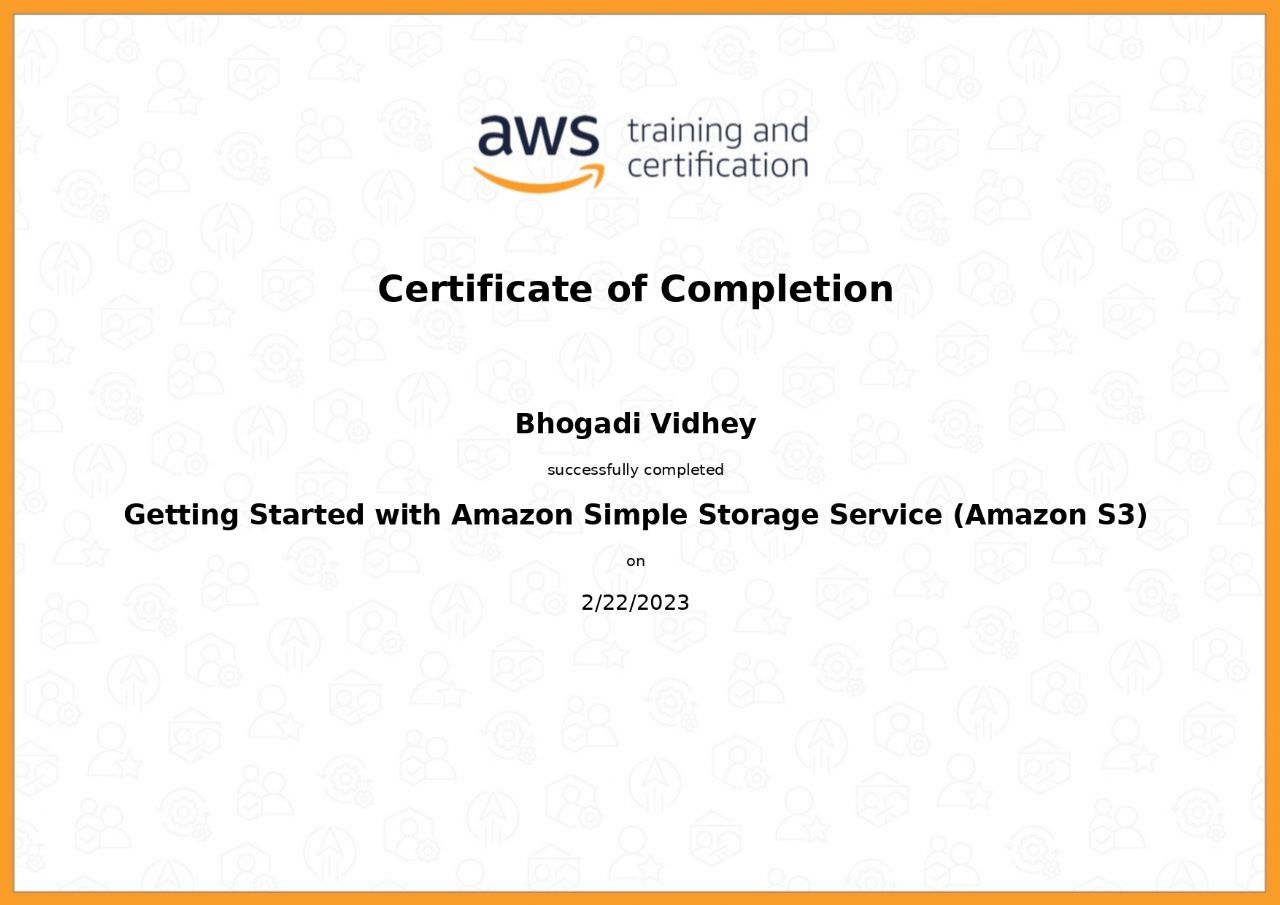 aws training and
certification
Certificate of Completion
Bhogadi Vidhey
successfully completed
Getting Started with Amazon Simple Storage Service (Amazon S3)
on
2/22/2023